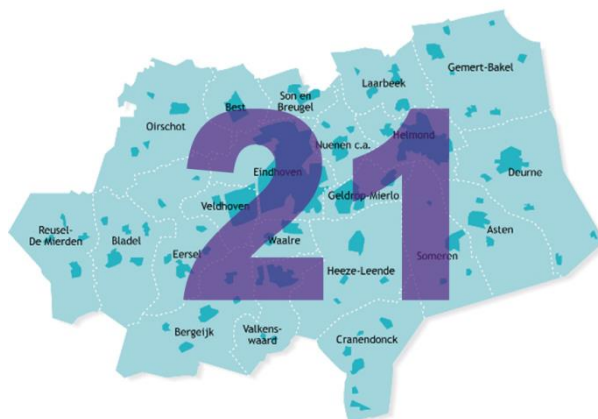 Gemert-Bakel
Laarbeek
Son en
Breugel
Best
Oirschot
Helmond
Nuenen c.a.
Eindhoven
Deurne
Geldrop-Mierlo
Veldhoven
21
Reusel-
De Mierden
Bladel
Eersel
Waalre
Asten
Someren
Heeze-Leende
Bergeijk
Valkens-
waard
Cranendonck